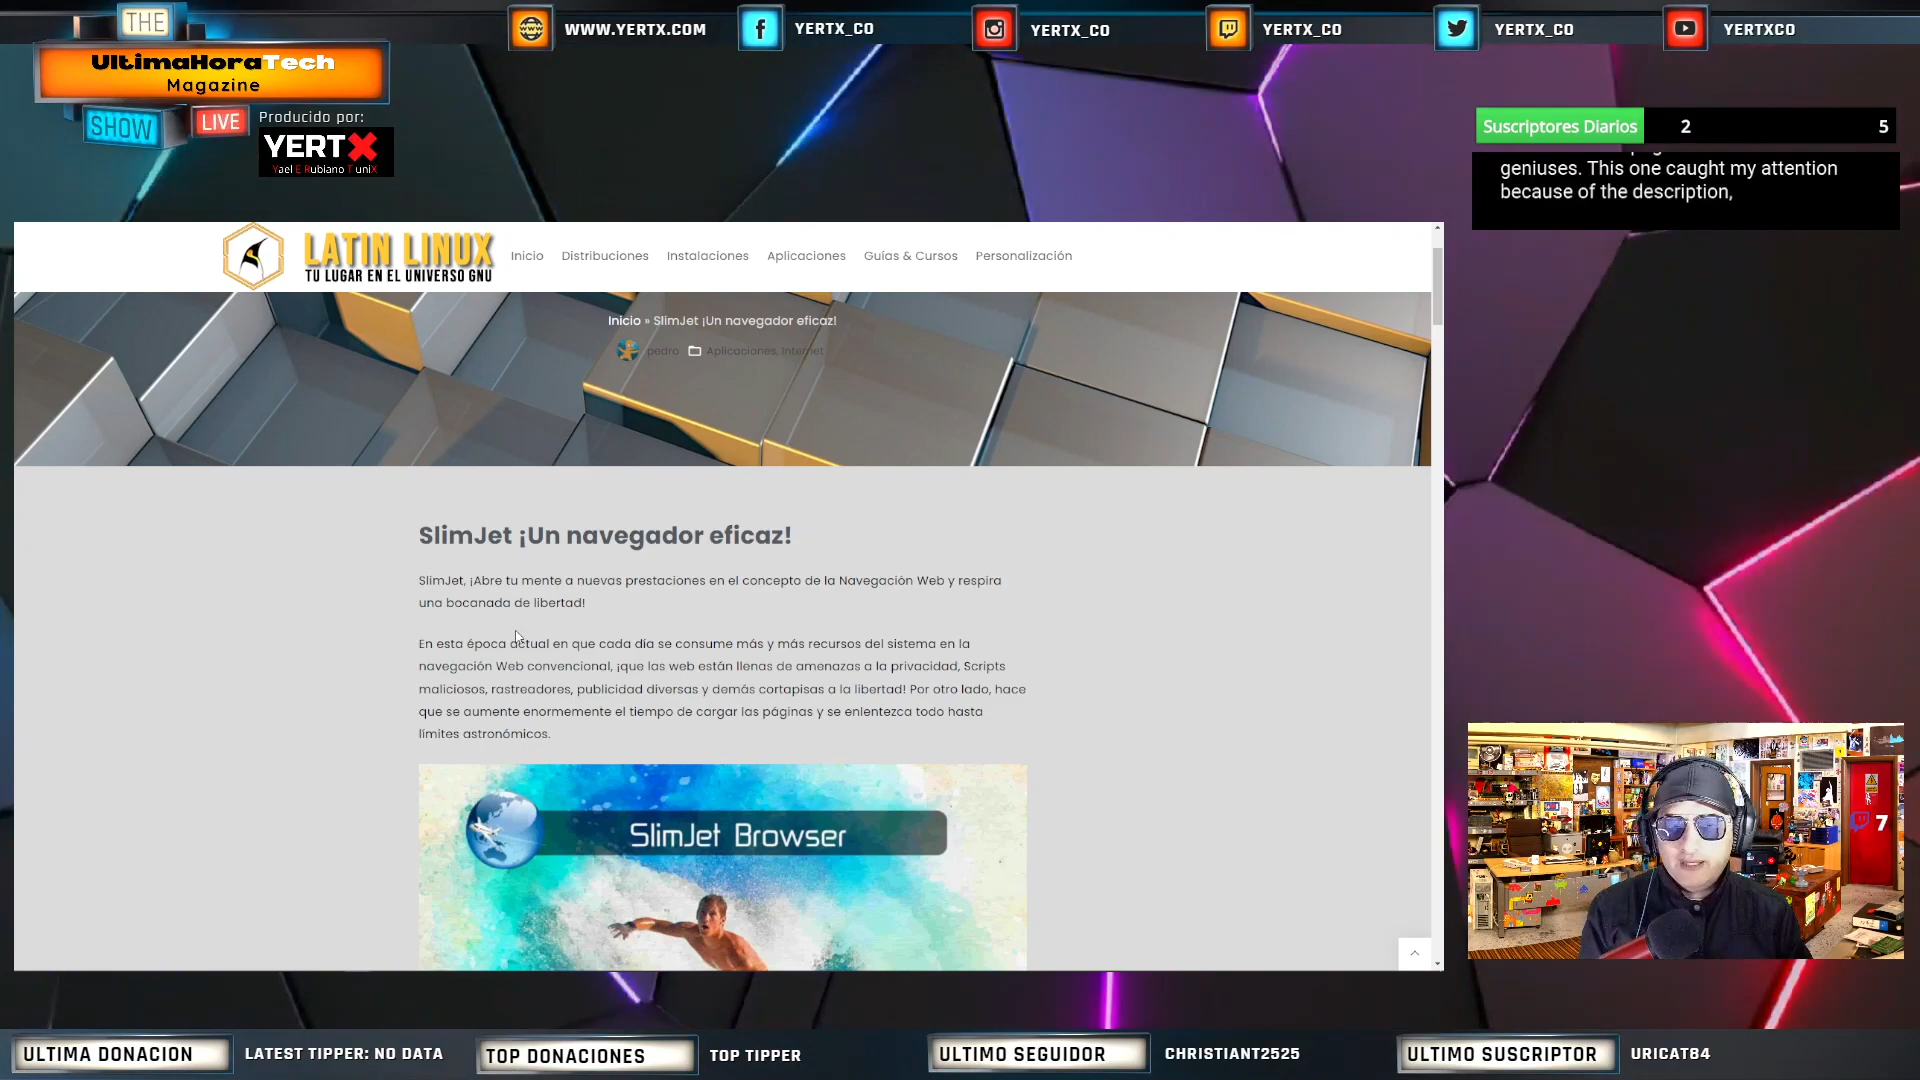 THE
WWW.YERTX.COM
YERTX_CO
YERTX_CO
YERTX_CO
YERTX_CO
YERTXCO
UltimaHoraTech
Magazine
SHOW
LIVE
Producido por:
YERTX
Yael E Rubiano T uniX
Suscriptores Diarios
2
5
geniuses. This one caught my attention
because of the description,
LATIN LINUX
TU LUGAR EN EL UNIVERSO GNU
Inicio
Distribuciones
Instalaciones
Aplicaciones
Guías & Cursos
Personalización
Inicio » SlimJet ¡Un navegador eficaz!
pedro
Aplicaciones, Internet
SlimJet ¡Un navegador eficaz!
SlimJet, ¡Abre tu mente a nuevas prestaciones en el concepto de la Navegación Web y respira
una bocanada de libertad!
En esta época actual en que cada día se consume más y más recursos del sistema en la
navegación Web convencional, ¡que las web están llenas de amenazas a la privacidad, Scripts
maliciosos, rastreadores, publicidad diversas y demás cortapisas a la libertad! Por otro lado, hace
que se aumente enormemente el tiempo de cargar las páginas y se enlentezca todo hasta
límites astronómicos.
SlimJet Browser
7
ULTIMA DONACION
LATEST TIPPER: NO DATA
TOP DONACIONES
TOP TIPPER
ULTIMO SEGUIDOR
CHRISTIANT2525
ULTIMO SUSCRIPTOR
URICAT84